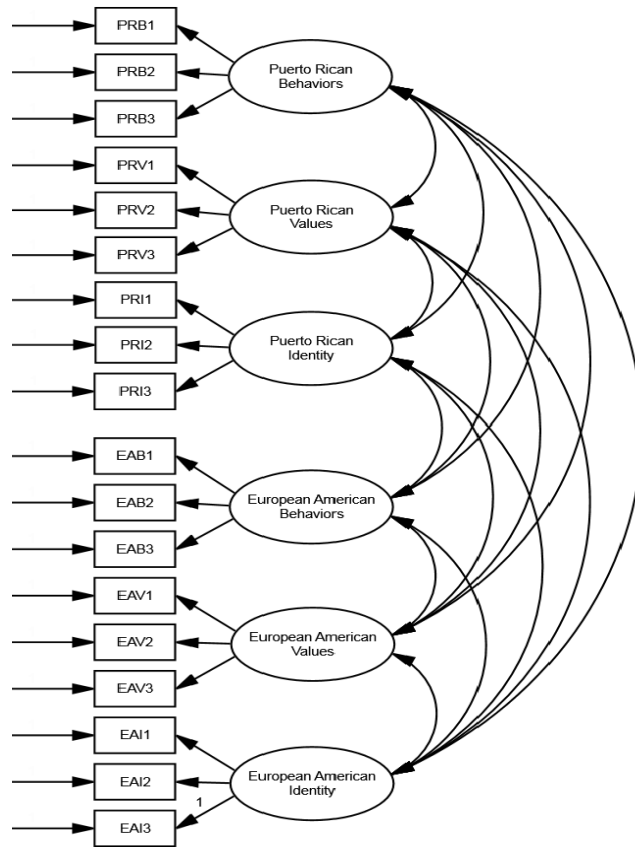 PRB1
PRB2
PRB3
Puerto Rican
Behaviors
PRV1
PRV2
PRV3
Puerto Rican
Values
PRI1
PRI2
PRI3
Puerto Rican
Identity
EAB1
EAB2
EAB3
European American
Behaviors
EAV1
EAV2
EAV3
European American
Values
EAI1
EAI2
EAI3
1
European American
Identity